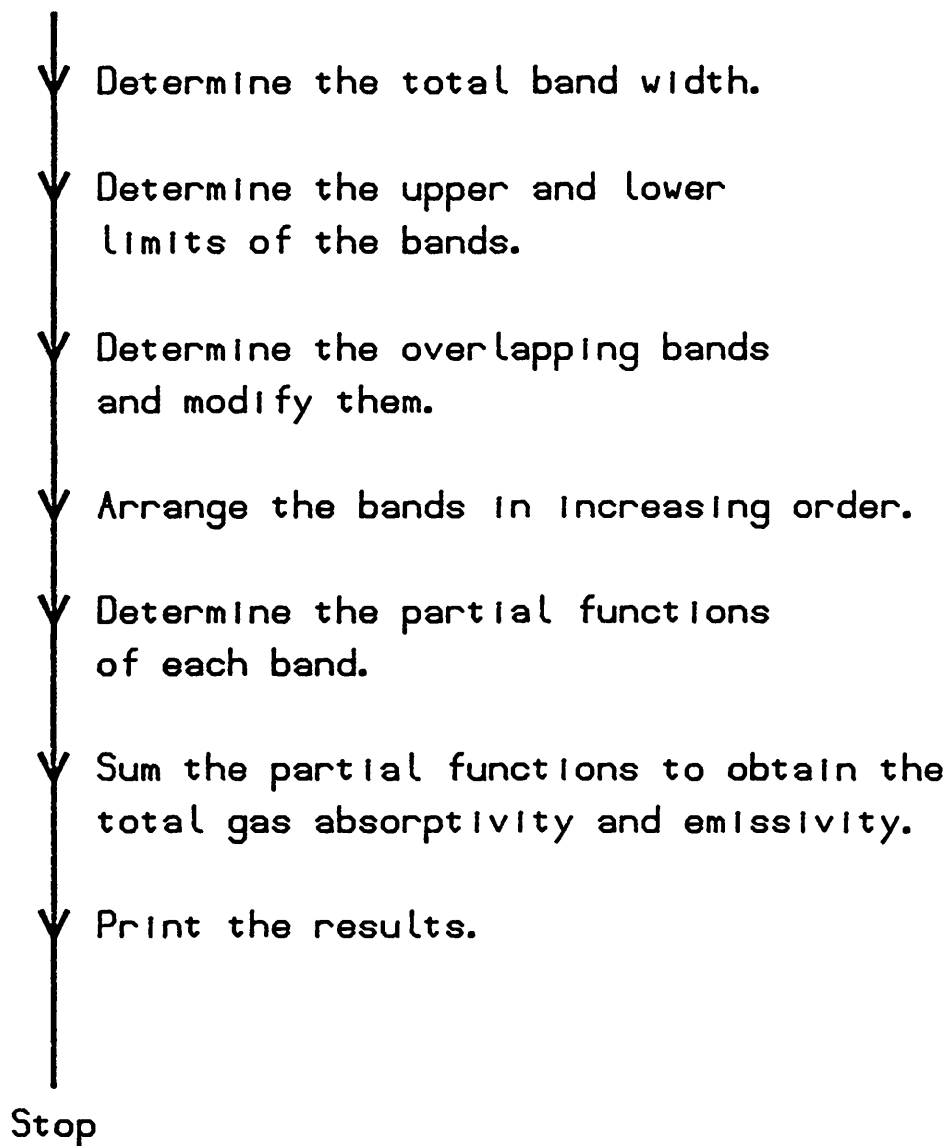 Determine the total band width.
Determine the upper and lower
limits of the bands.
Determine the overlapping bands
and modify them.
Arrange the bands in increasing order.
Determine the partial functions
of each band.
Sum the partial functions to obtain the
total gas absorptivity and emissivity.
Print the results.
Stop